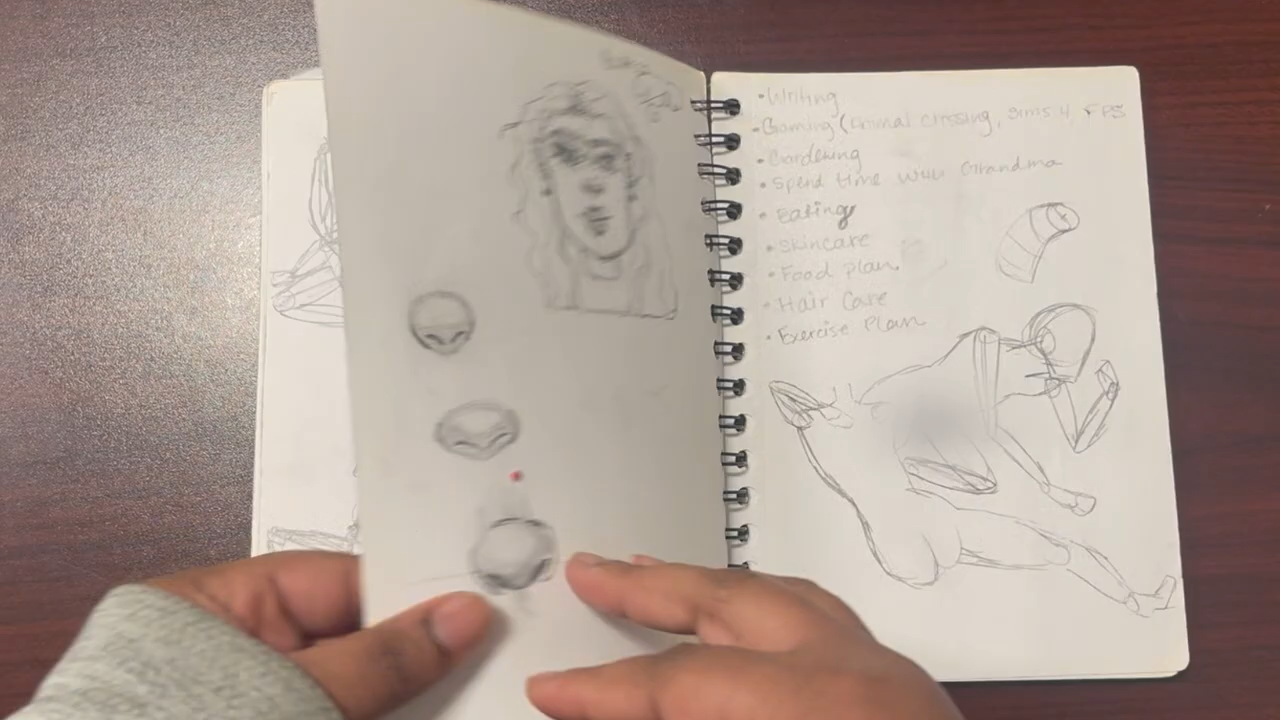 •Writing
•Gaming (Animal crossing, Sims 4, FPS
•Gardening
•Spend time with Grandma
•Eating
•Skincare
•Food Plan
•Hair Care
•Exercise Plan